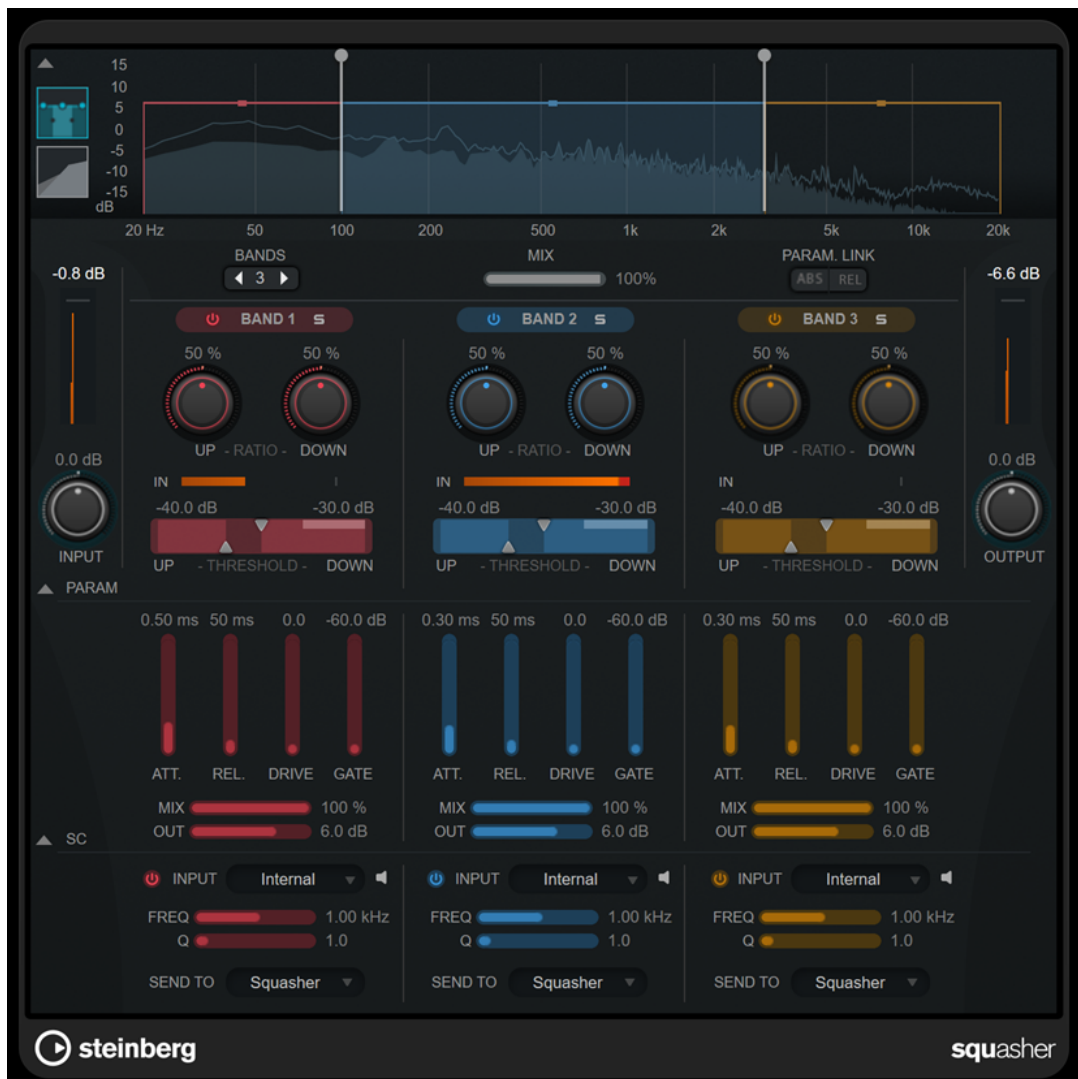 15
10
5
0
-5
-10
-15
dB
20 Hz 50 100 200 500 1k 2k 5k 10k 20k
BANDS MIX PARAM. LINK
-0.8 dB 3 100% ABS REL -6.6 dB
BAND 1 S BAND 2 S BAND 3 S
50 % 50 % 50 % 50 % 50 % 50 %
UP - RATIO - DOWN UP - RATIO - DOWN UP - RATIO - DOWN
0.0 dB 0.0 dB
IN IN IN
-40.0 dB -30.0 dB -40.0 dB -30.0 dB -40.0 dB -30.0 dB
INPUT OUTPUT
UP - THRESHOLD - DOWN UP - THRESHOLD - DOWN UP - THRESHOLD - DOWN
PARAM
0.50 ms 50 ms 0.0 -60.0 dB 0.30 ms 50 ms 0.0 -60.0 dB 0.30 ms 50 ms 0.0 -60.0 dB
ATT. REL. DRIVE GATE ATT. REL. DRIVE GATE ATT. REL. DRIVE GATE
MIX 100 % MIX 100 % MIX 100 %
OUT 6.0 dB OUT 6.0 dB OUT 6.0 dB
SC
INPUT Internal INPUT Internal INPUT Internal
FREQ 1.00 kHz FREQ 1.00 kHz FREQ 1.00 kHz
Q 1.0 Q 1.0 Q 1.0
SEND TO Squasher SEND TO Squasher SEND TO Squasher
steinberg squasher